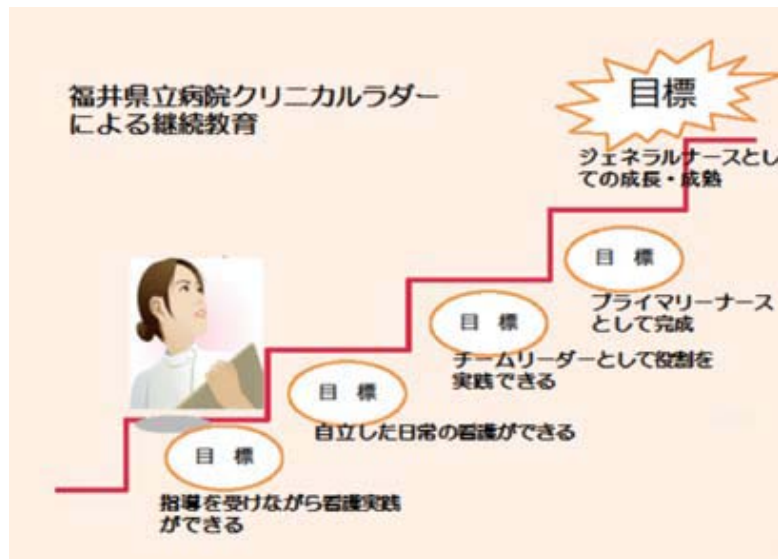 福井県立病院クリニカルラダー
による継続教育
目標
ジェネラルナースとし
ての成長・成熟
目 標
プライマリーナース
として完成
目 標
チームリーダーとして役割を
実践できる
目 標
自立した日常の看護ができる
目 標
指導を受けながら看護実践
ができる